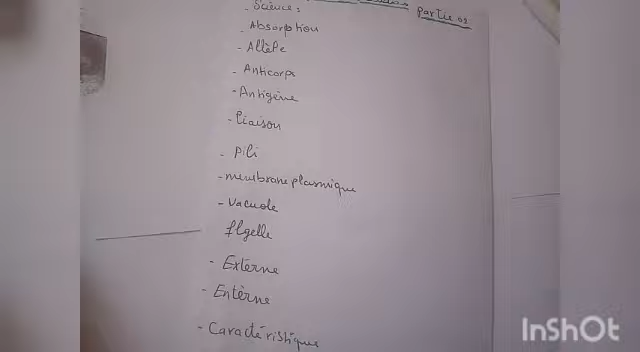 partie 02
- Science :
- Absorption
- Allèle
- Anticorps
- Antigène
- liaison
- pili
- membrane plasmique
- Vacuole
flgelle
- Externe
- Entèrne
- Caractéristique
InShOt